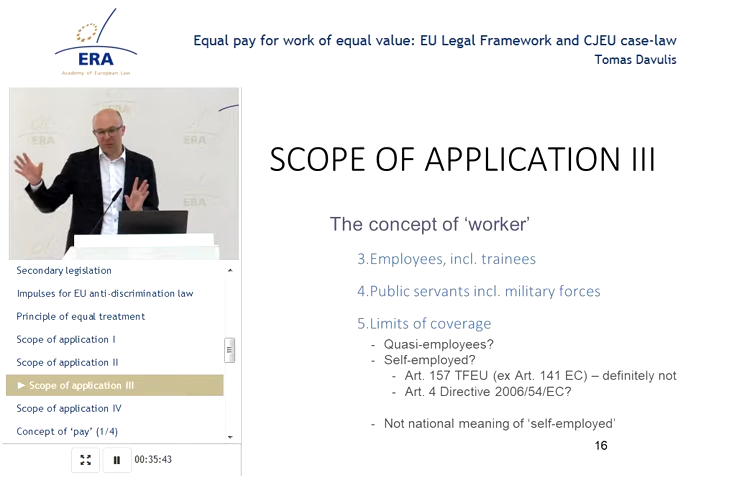 Equal pay for work of equal value: EU Legal Framework and CJEU case-law
Tomas Davulis
ERA
Academy of European Law
ERA
ERA
ERA
Secondary legislation
Impulses for EU anti-discrimination law
Principle of equal treatment
Scope of application I
Scope of application II
► Scope of application III
Scope of application IV
Concept of ‘pay’ (1/4)
00:35:43
SCOPE OF APPLICATION III
The concept of ‘worker’
3.Employees, incl. trainees
4.Public servants incl. military forces
5.Limits of coverage
- Quasi-employees?
- Self-employed?
- Art. 157 TFEU (ex Art. 141 EC) – definitely not
- Art. 4 Directive 2006/54/EC?
- Not national meaning of ‘self-employed’
16